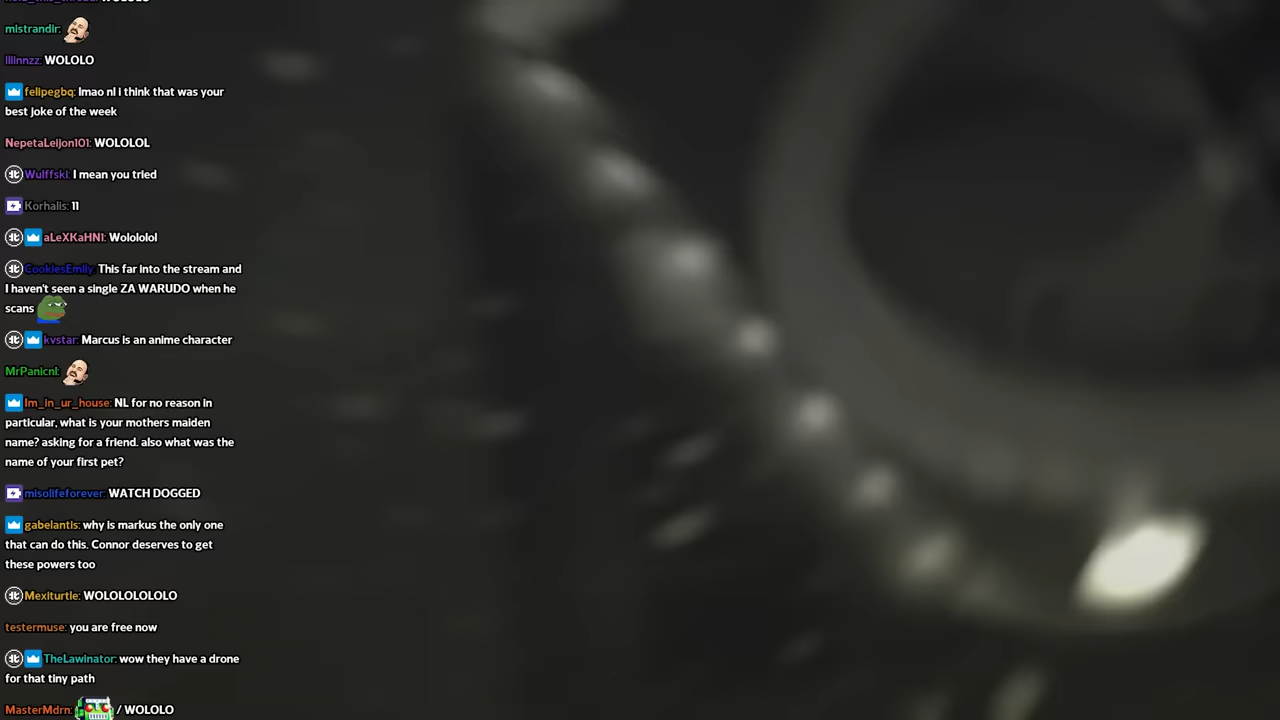 mistrandir:
IIIInnzz: WOLOLO
felipegbq: lmao nl i think that was your
best joke of the week
NepetaLeijon101: WOLOLOL
Wulffski: I mean you tried
Korhalis: 11
aLeXKaHN1: Wolololol
CookiesEmily: This far into the stream and
I haven't seen a single ZA WARUDO when he
scans
kvstar: Marcus is an anime character
MrPanicnl:
Im_in_ur_house: NL for no reason in
particular, what is your mothers maiden
name? asking for a friend. also what was the
name of your first pet?
misolifeforever: WATCH DOGGED
gabelantis: why is markus the only one
that can do this. Connor deserves to get
these powers too
Mexiturtle: WOLOLOLOLOLO
testermuse: you are free now
TheLawinator: wow they have a drone
for that tiny path
MasterMdrn: / WOLOLO